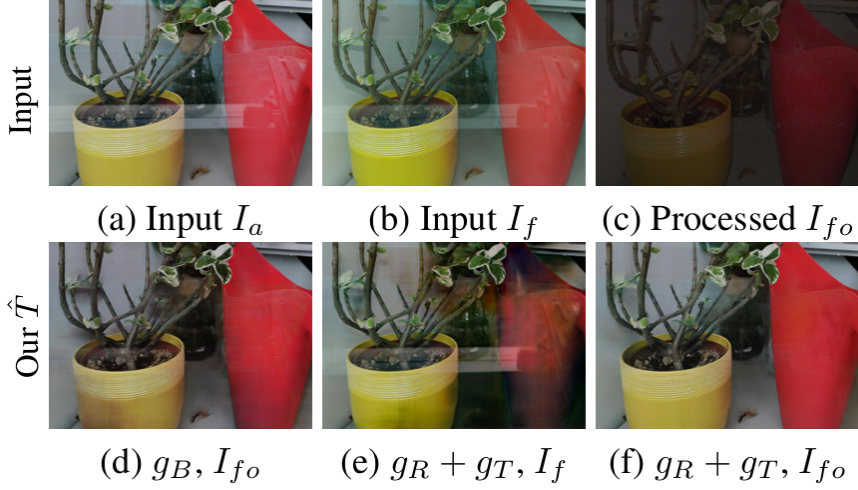 Input
(a) Input I_a
(b) Input I_f
(c) Processed I_{fo}
Our T̂
(d) g_B, I_{fo}
(e) g_R + g_T, I_f
(f) g_R + g_T, I_{fo}